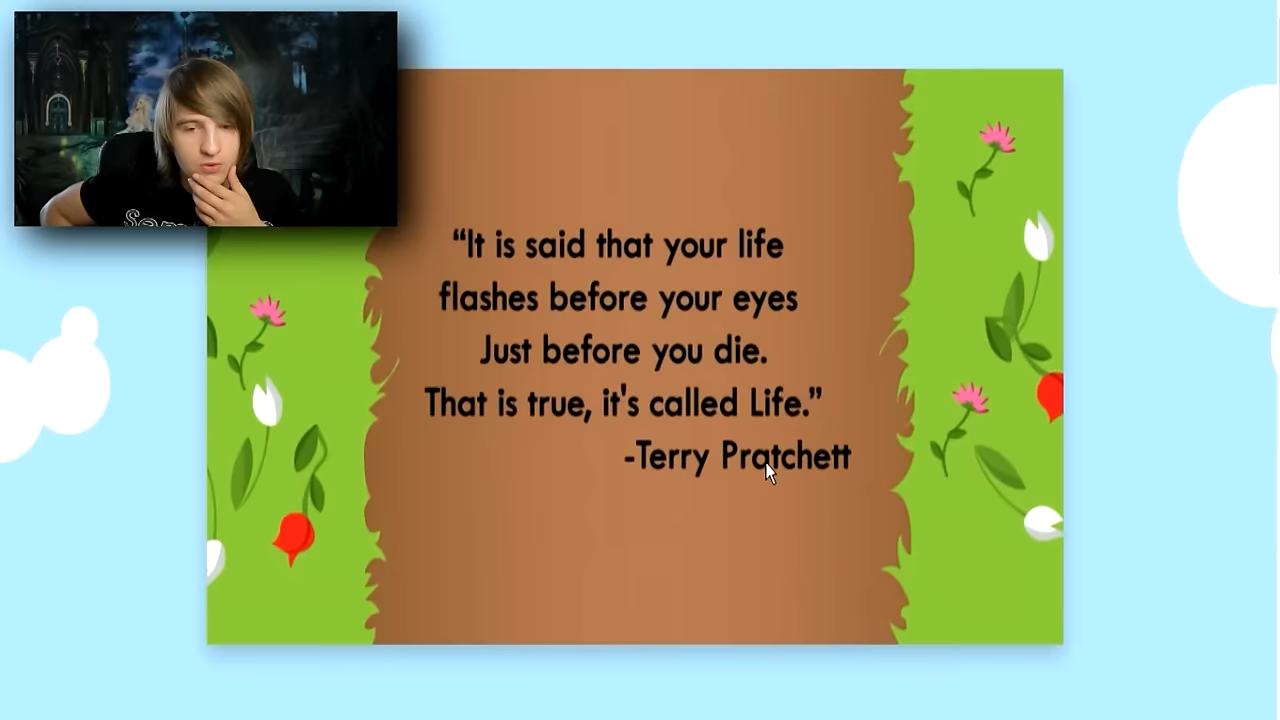 “It is said that your life
flashes before your eyes
Just before you die.
That is true, it's called Life.”
-Terry Pratchett